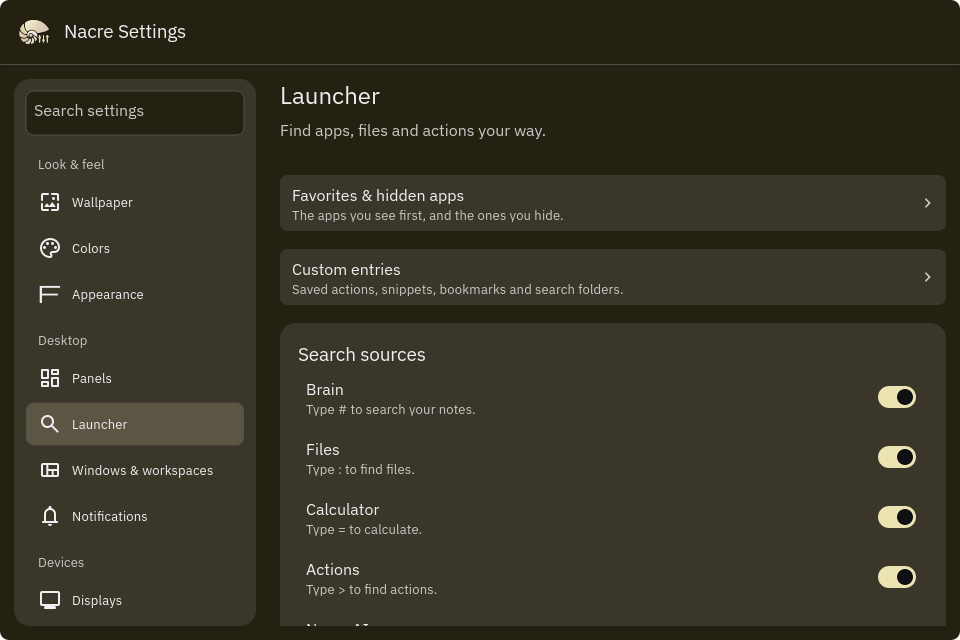 Nacre Settings
Search settings
Look & feel
Wallpaper
Colors
Appearance
Desktop
Panels
Launcher
Windows & workspaces
Notifications
Devices
Displays
Launcher
Find apps, files and actions your way.
Favorites & hidden apps
The apps you see first, and the ones you hide.
Custom entries
Saved actions, snippets, bookmarks and search folders.
Search sources
Brain
Type # to search your notes.
Files
Type : to find files.
Calculator
Type = to calculate.
Actions
Type > to find actions.